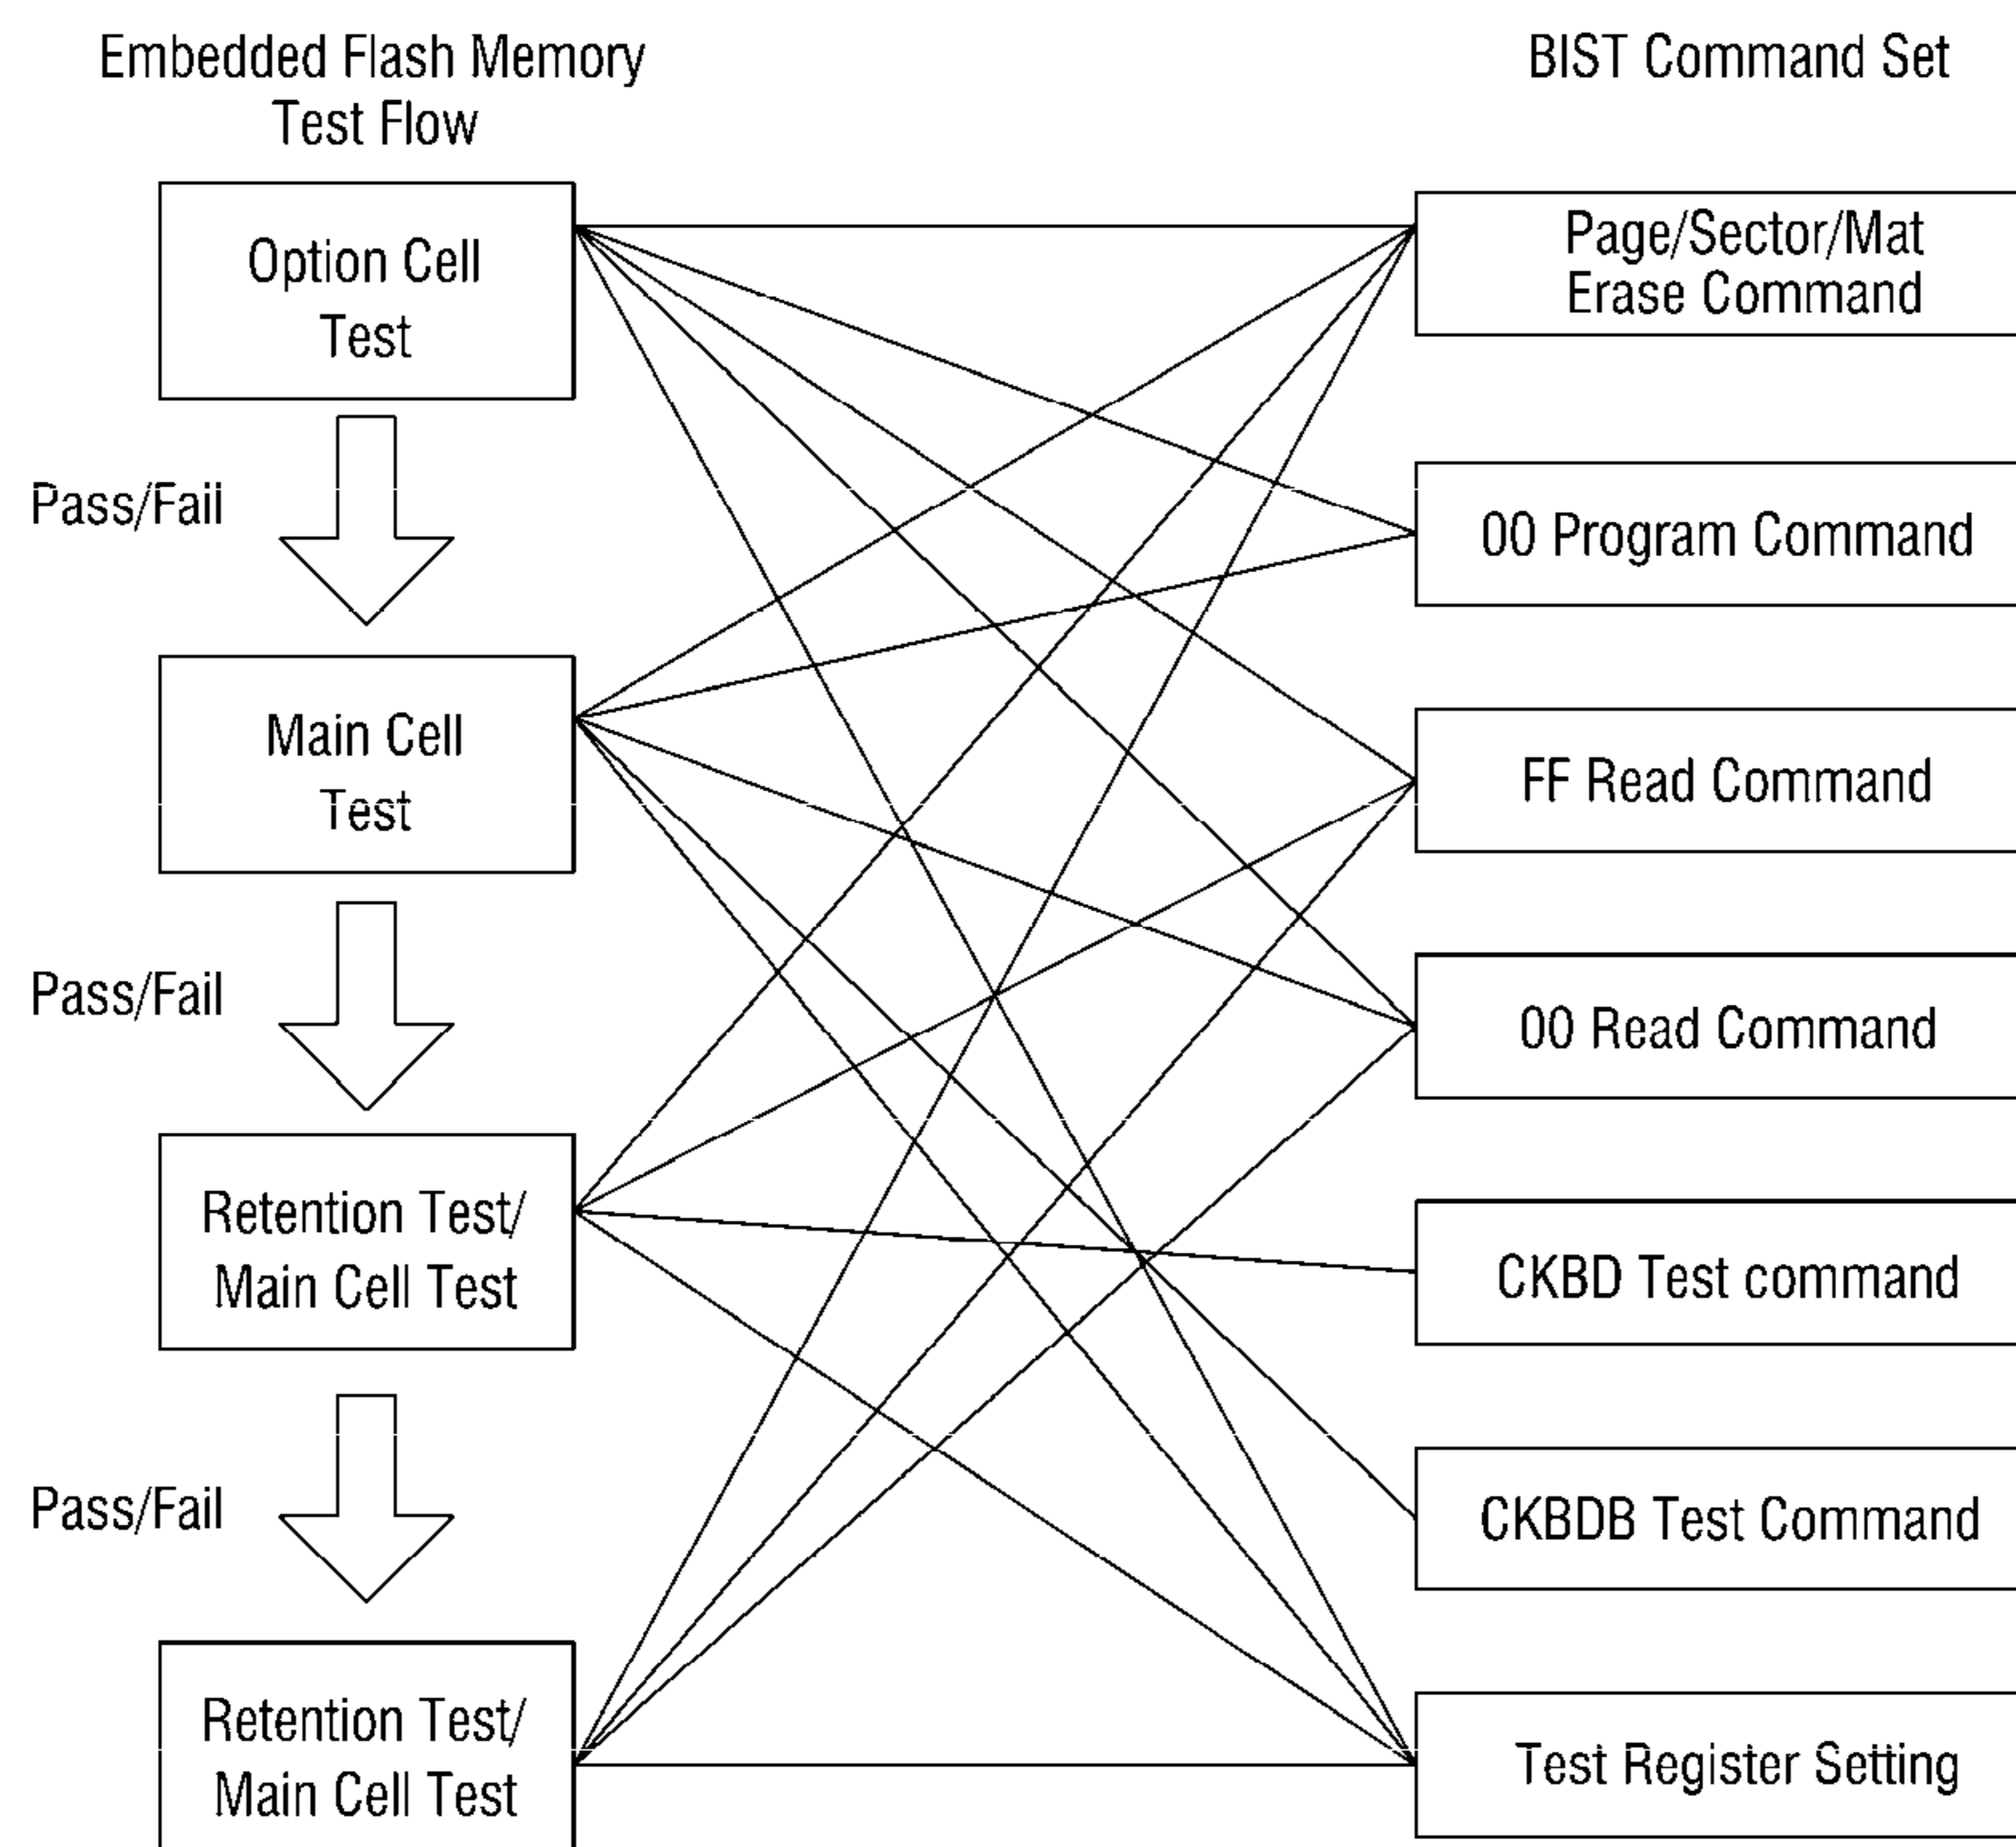 Embedded Flash Memory
Test Flow
BIST Command Set
Option Cell
Test
Pass/Fail
Main Cell
Test
Pass/Fail
Retention Test/
Main Cell Test
Pass/Fail
Retention Test/
Main Cell Test
Page/Sector/Mat
Erase Command
00 Program Command
FF Read Command
00 Read Command
CKBD Test command
CKBDB Test Command
Test Register Setting